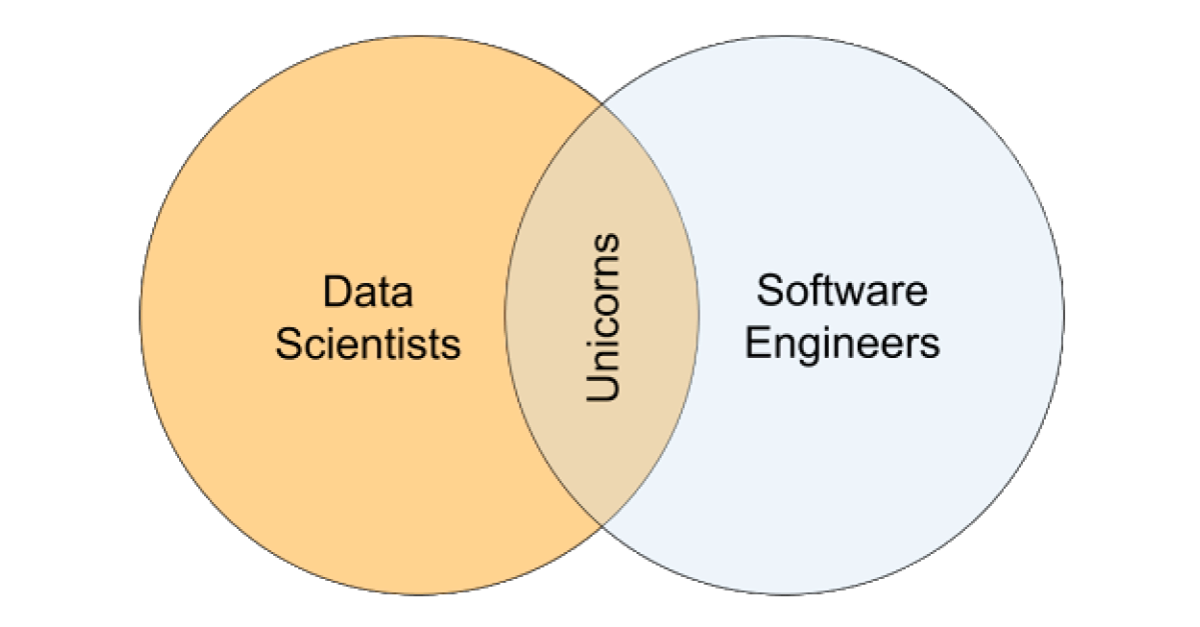 Data
Scientists
Unicorns
Software
Engineers